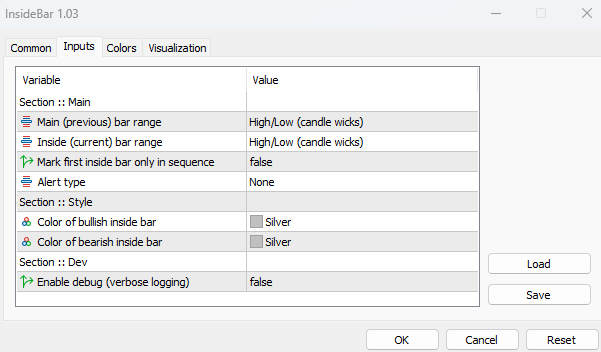 InsideBar 1.03
Common Inputs Colors Visualization
Variable Value
Section :: Main
Main (previous) bar range High/Low (candle wicks)
Inside (current) bar range High/Low (candle wicks)
Mark first inside bar only in sequence false
Alert type None
Section :: Style
Color of bullish inside bar Silver
Color of bearish inside bar Silver
Section :: Dev
Enable debug (verbose logging) false
Load
Save
OK Cancel Reset